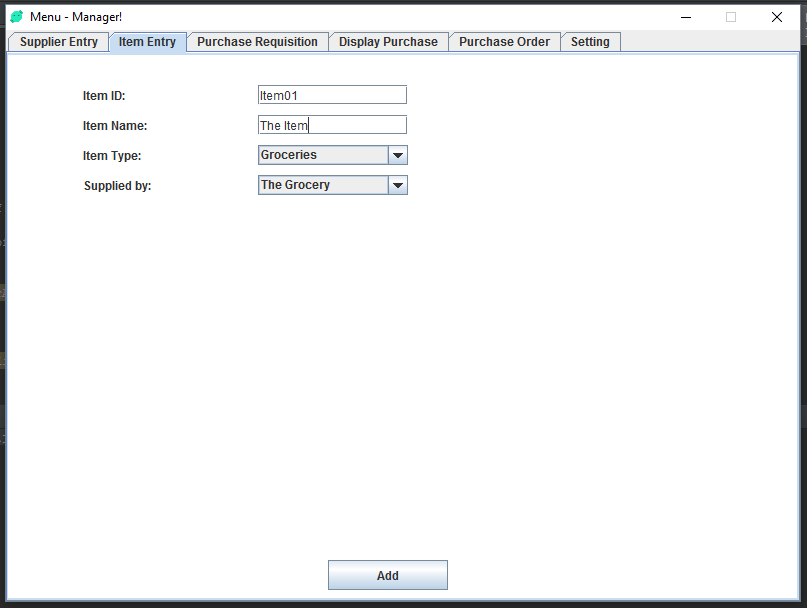 Menu - Manager!
Supplier Entry Item Entry Purchase Requisition Display Purchase Purchase Order Setting
Item ID: Item01
Item Name: The Item
Item Type: Groceries
Supplied by: The Grocery
Add